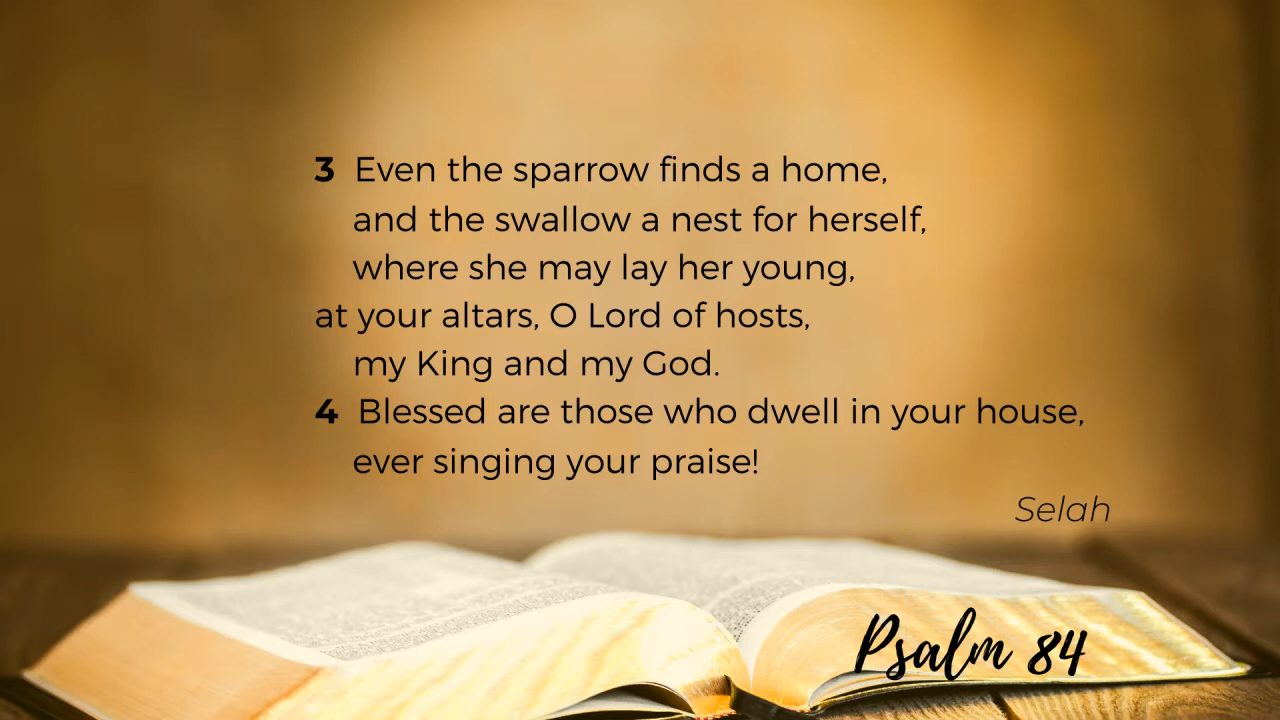 3 Even the sparrow finds a home,
and the swallow a nest for herself,
where she may lay her young,
at your altars, O Lord of hosts,
my King and my God.
4 Blessed are those who dwell in your house,
ever singing your praise!
Selah
Psalm 84